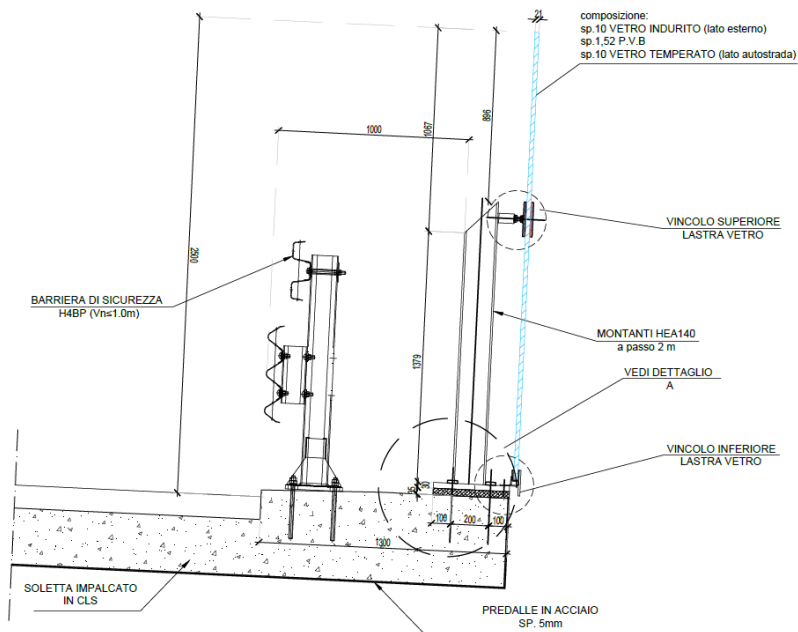 21
composizione:
sp.10 VETRO INDURITO (lato esterno)
sp.1,52 P.V.B
sp.10 VETRO TEMPERATO (lato autostrada)
1000
1067
896
2500
VINCOLO SUPERIORE
LASTRA VETRO
BARRIERA DI SICUREZZA
H4BP (Vn≤1.0m)
MONTANTI HEA140
a passo 2 m
1379
VEDI DETTAGLIO
A
VINCOLO INFERIORE
LASTRA VETRO
30
100
200
100
1300
SOLETTA IMPALCATO
IN CLS
PREDALLE IN ACCIAIO
SP. 5mm